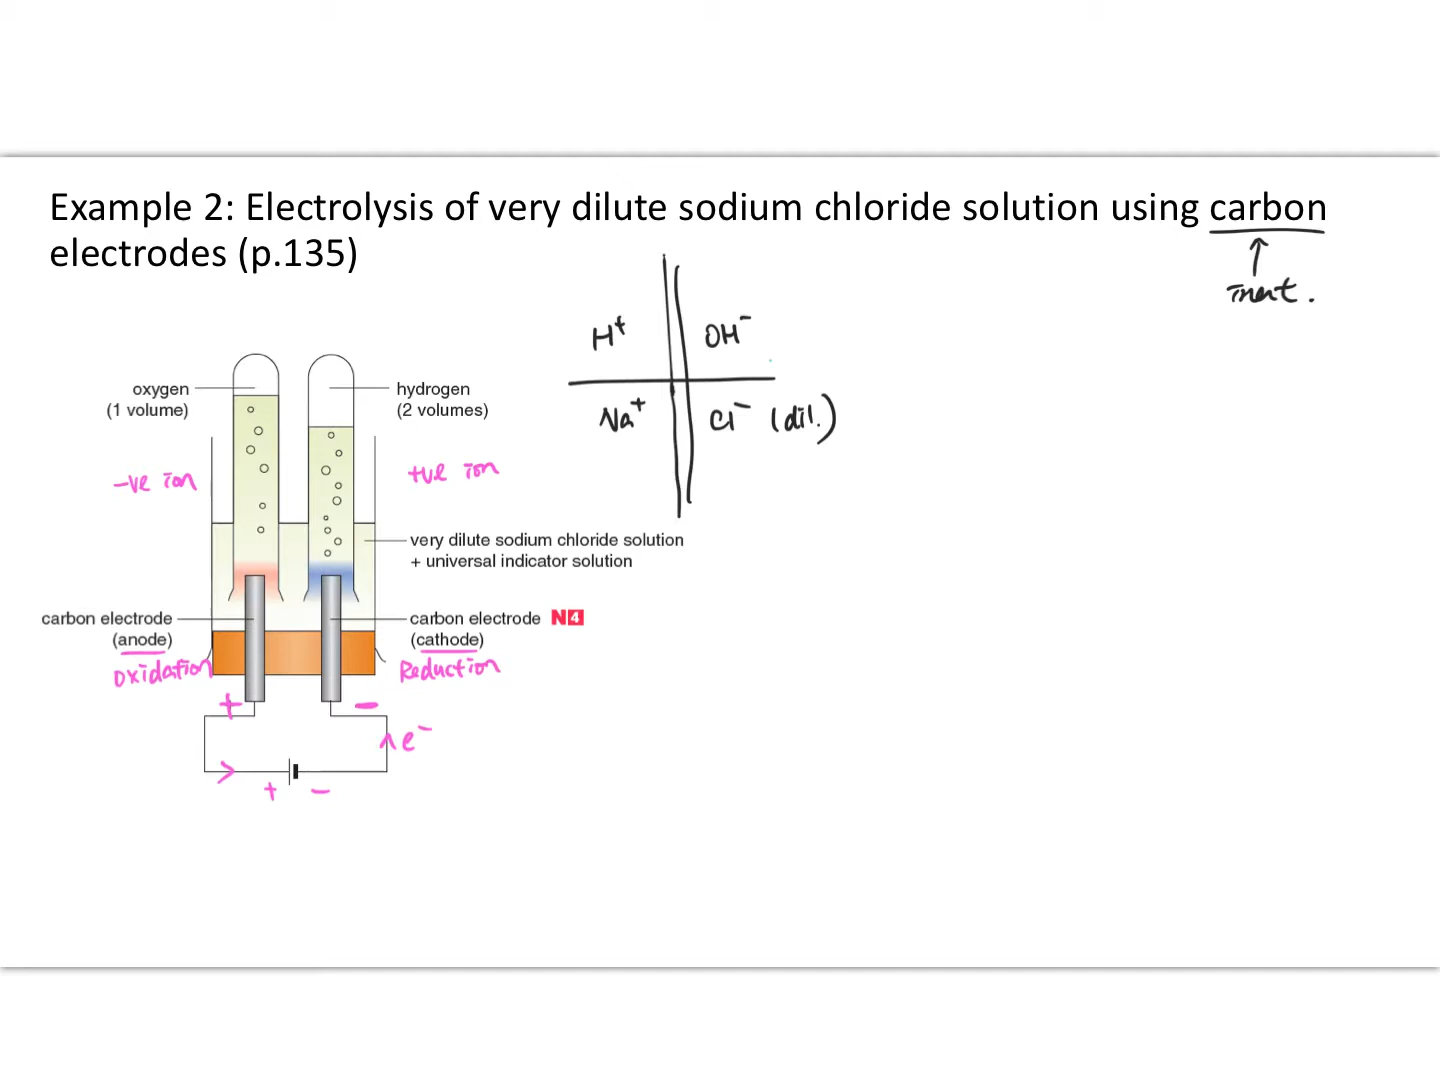 Example 2: Electrolysis of very dilute sodium chloride solution using carbon
electrodes (p.135)
inert.
H⁺ OH⁻
Na⁺ Cl⁻ (dil.)
oxygen
(1 volume)
hydrogen
(2 volumes)
-ve ion
+ve ion
very dilute sodium chloride solution
+ universal indicator solution
carbon electrode
(anode)
carbon electrode N4
(cathode)
Oxidation
Reduction
+ -
e⁻
+ -